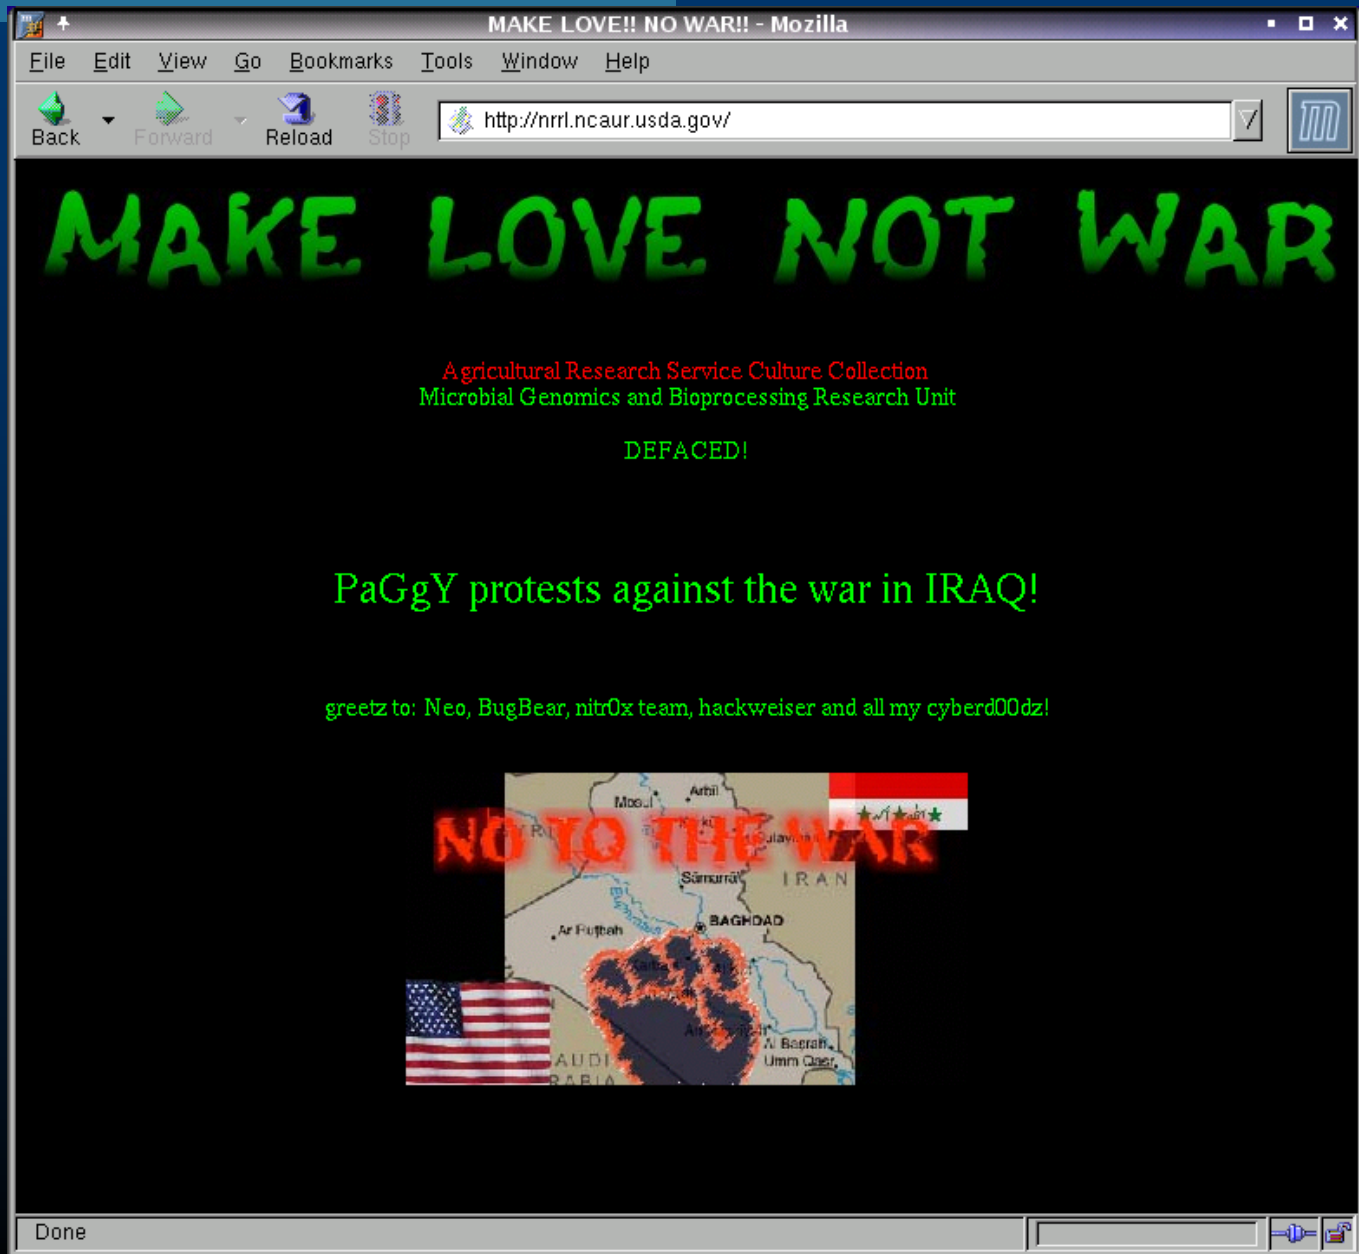 MAKE LOVE!! NO WAR!! - Mozilla
File Edit View Go Bookmarks Tools Window Help
Back Forward Reload Stop http://nrrl.ncaur.usda.gov/
MAKE LOVE NOT WAR
Agricultural Research Service Culture Collection
Microbial Genomics and Bioprocessing Research Unit
DEFACED!
PaGgY protests against the war in IRAQ!
greetz to: Neo, BugBear, nitr0x team, hackweiser and all my cyberd00dz!
Mosul Arbil
NO TO THE WAR
Sāmarrā' IRAN
BAGHDAD
Ar Ruţbah
Al Başrah
Umm Qasr
Done